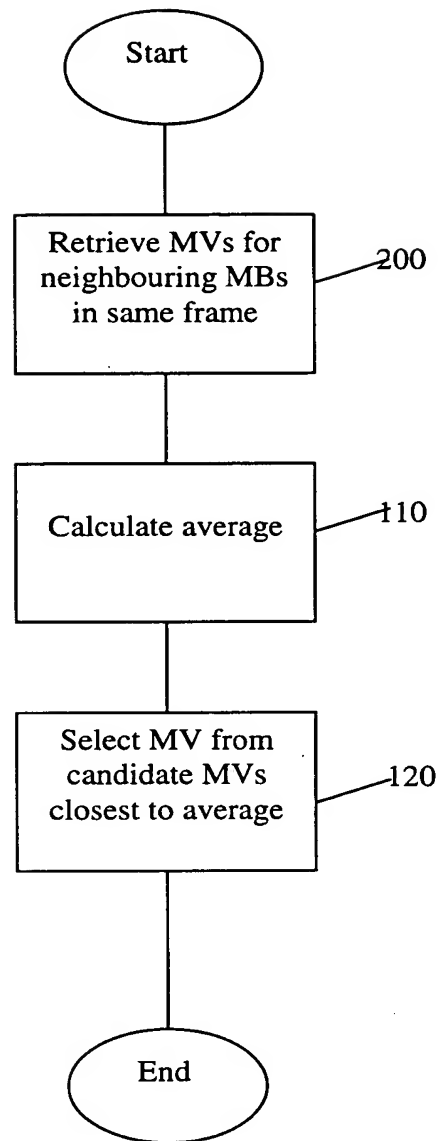 Start
Retrieve MVs for
neighbouring MBs
in same frame
200
Calculate average
110
Select MV from
candidate MVs
closest to average
120
End